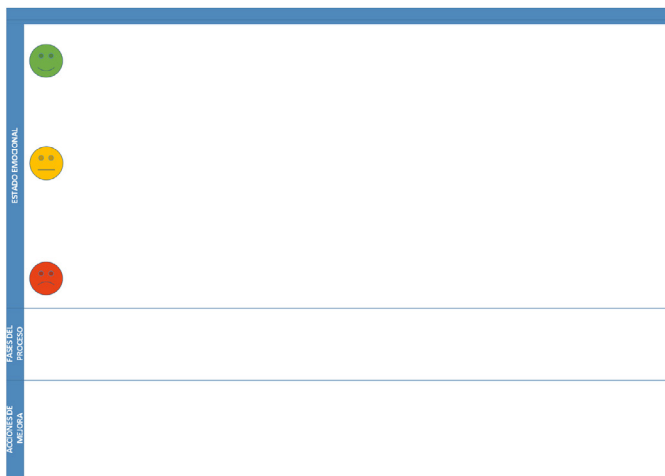 ESTADO EMOCIONAL
FASES DEL
PROCESO
ACCIONES DE
MEJORA